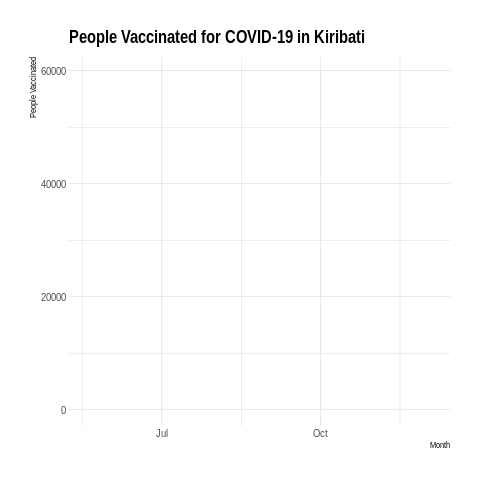 People Vaccinated for COVID-19 in Kiribati
People Vaccinated
60000
40000
20000
0
Jul Oct
Month